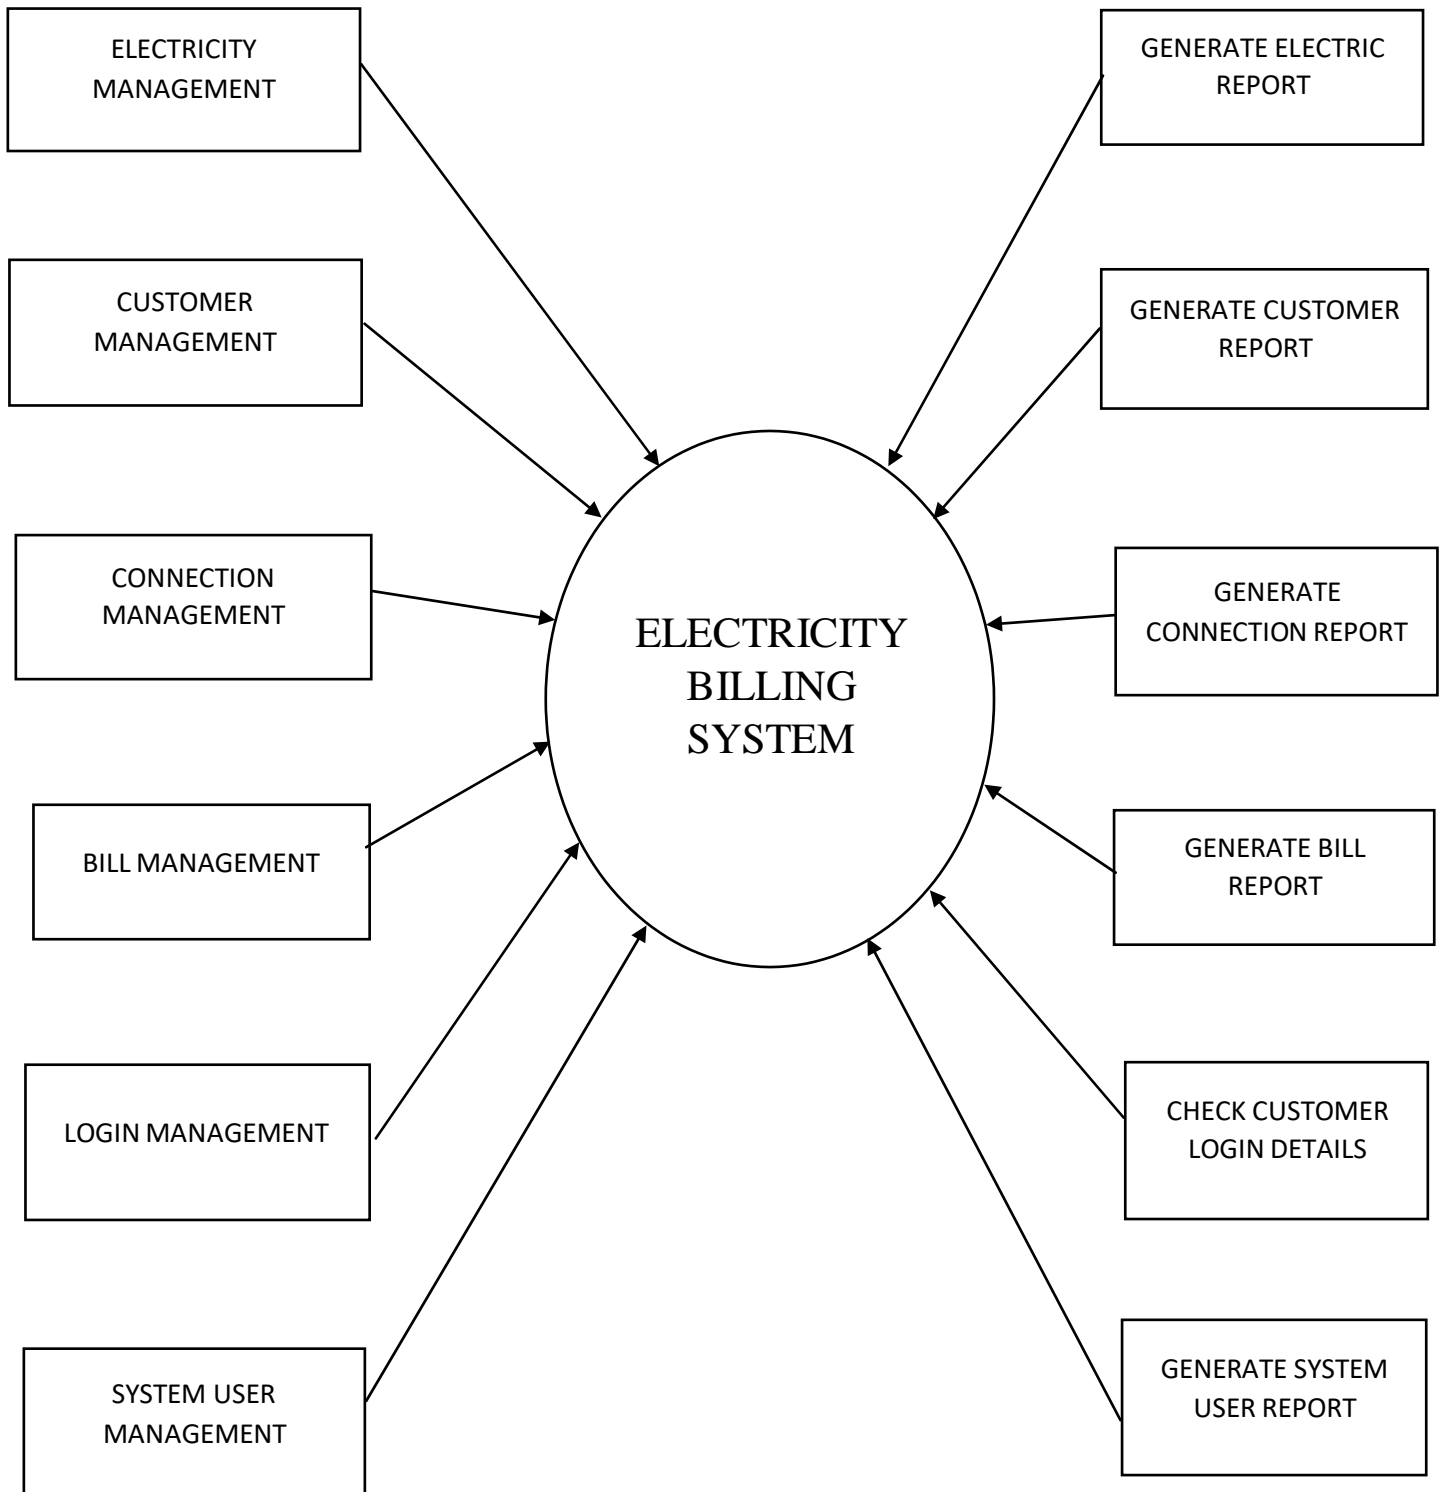 ELECTRICITY
MANAGEMENT
GENERATE ELECTRIC
REPORT
CUSTOMER
MANAGEMENT
GENERATE CUSTOMER
REPORT
CONNECTION
MANAGEMENT
GENERATE
CONNECTION REPORT
ELECTRICITY
BILLING
SYSTEM
BILL MANAGEMENT
GENERATE BILL
REPORT
LOGIN MANAGEMENT
CHECK CUSTOMER
LOGIN DETAILS
SYSTEM USER
MANAGEMENT
GENERATE SYSTEM
USER REPORT